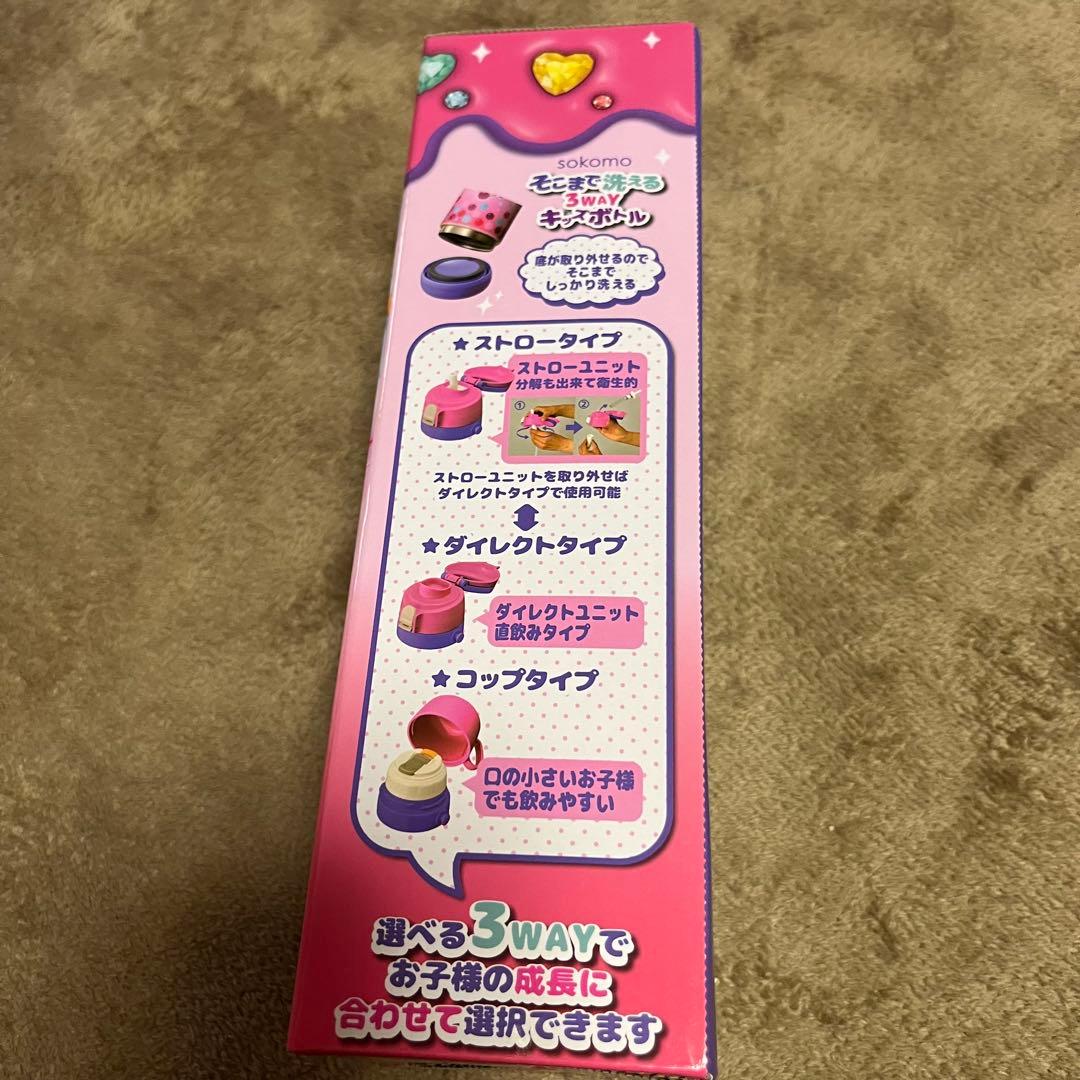 sokomo
そこまで洗える
3WAY
キッズボトル
底が取り外せるので
そこまで
しっかり洗える
★ストロータイプ
ストローユニット
分解も出来て衛生的
① ②
ストローユニットを取り外せば
ダイレクトタイプで使用可能
★ダイレクトタイプ
ダイレクトユニット
直飲みタイプ
★コップタイプ
口の小さいお子様
でも飲みやすい
選べる3WAYで
お子様の成長に
合わせて選択できます